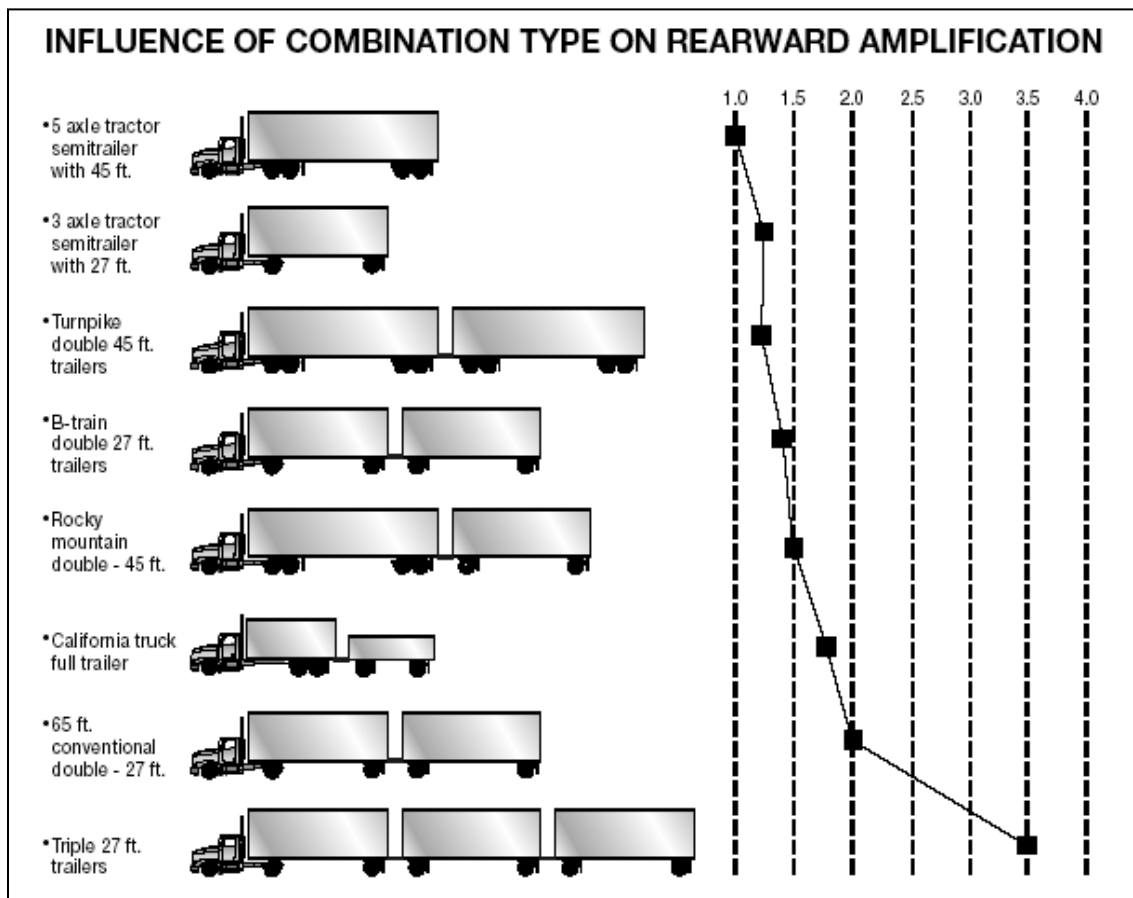 INFLUENCE OF COMBINATION TYPE ON REARWARD AMPLIFICATION
1.0 1.5 2.0 2.5 3.0 3.5 4.0
•5 axle tractor
semitrailer
with 45 ft.
•3 axle tractor
semitrailer
with 27 ft.
•Turnpike
double 45 ft.
trailers
•B-train
double 27 ft.
trailers
•Rocky
mountain
double - 45 ft.
•California truck
full trailer
•65 ft.
conventional
double - 27 ft.
•Triple 27 ft.
trailers